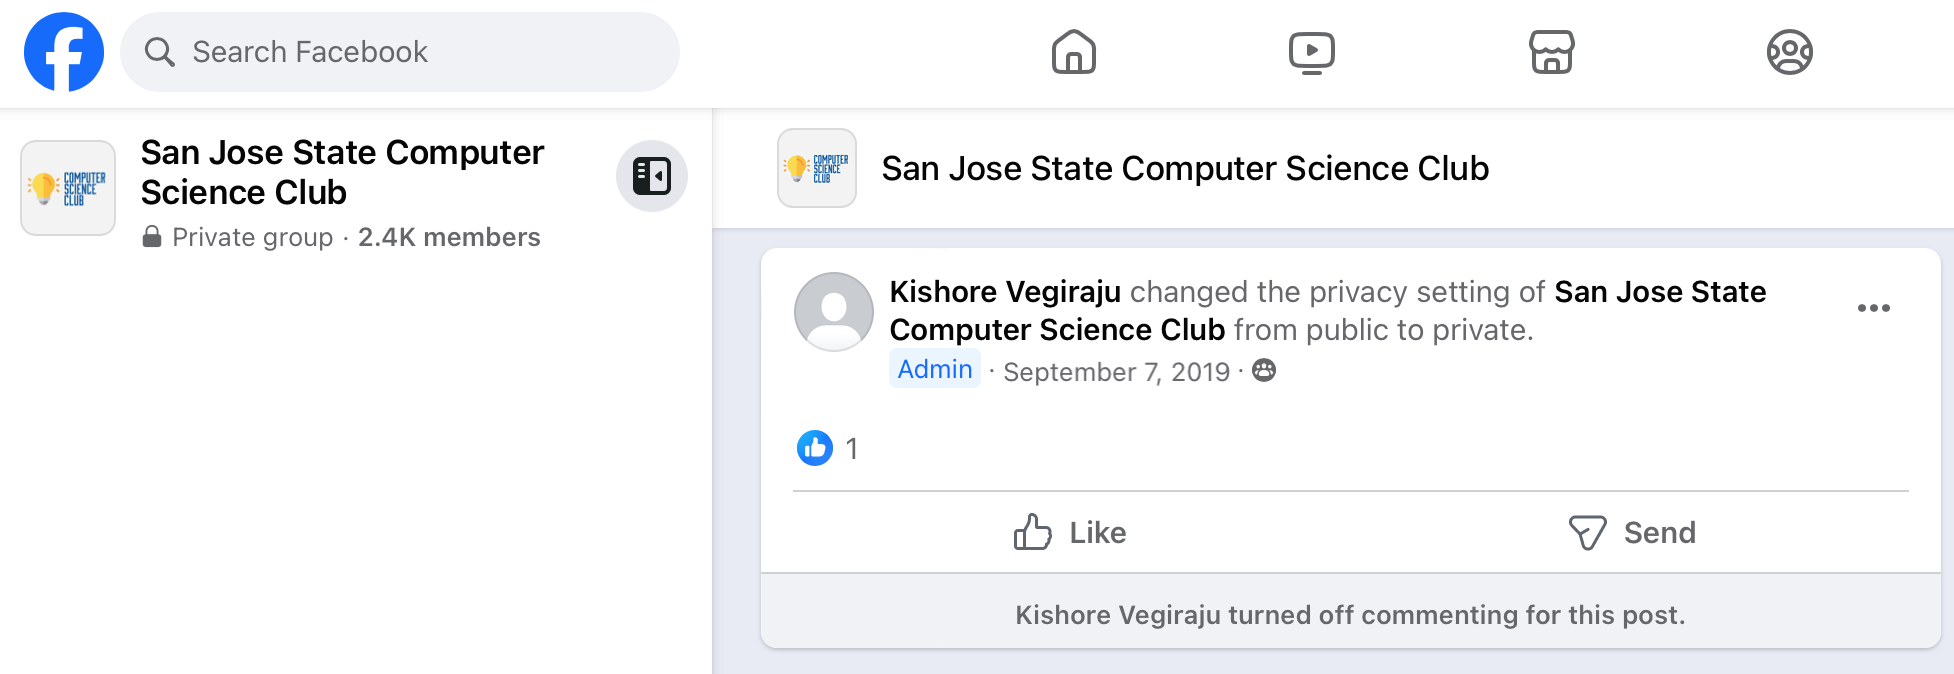 Search Facebook
COMPUTER
SCIENCE
CLUB
San Jose State Computer
Science Club
Private group · 2.4K members
COMPUTER
SCIENCE
CLUB
San Jose State Computer Science Club
Kishore Vegiraju changed the privacy setting of San Jose State
Computer Science Club from public to private.
Admin · September 7, 2019 ·
1
Like
Send
Kishore Vegiraju turned off commenting for this post.